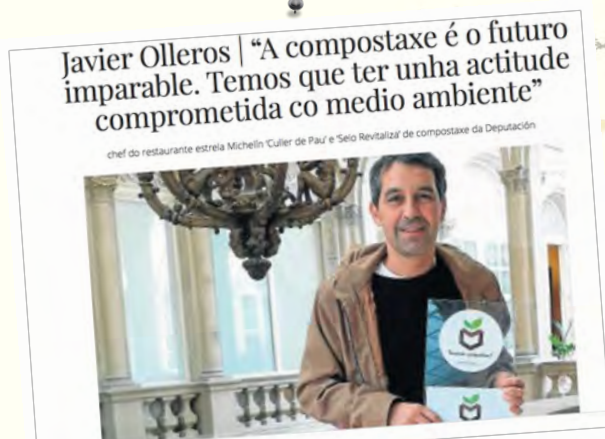 Javier Olleros | “A compostaxe é o futuro
imparable. Temos que ter unha actitude
comprometida co medio ambiente”
chef do restaurante estrela Michelín ‘Culler de Pau’ e ‘Selo Revitaliza’ de compostaxe da Deputación